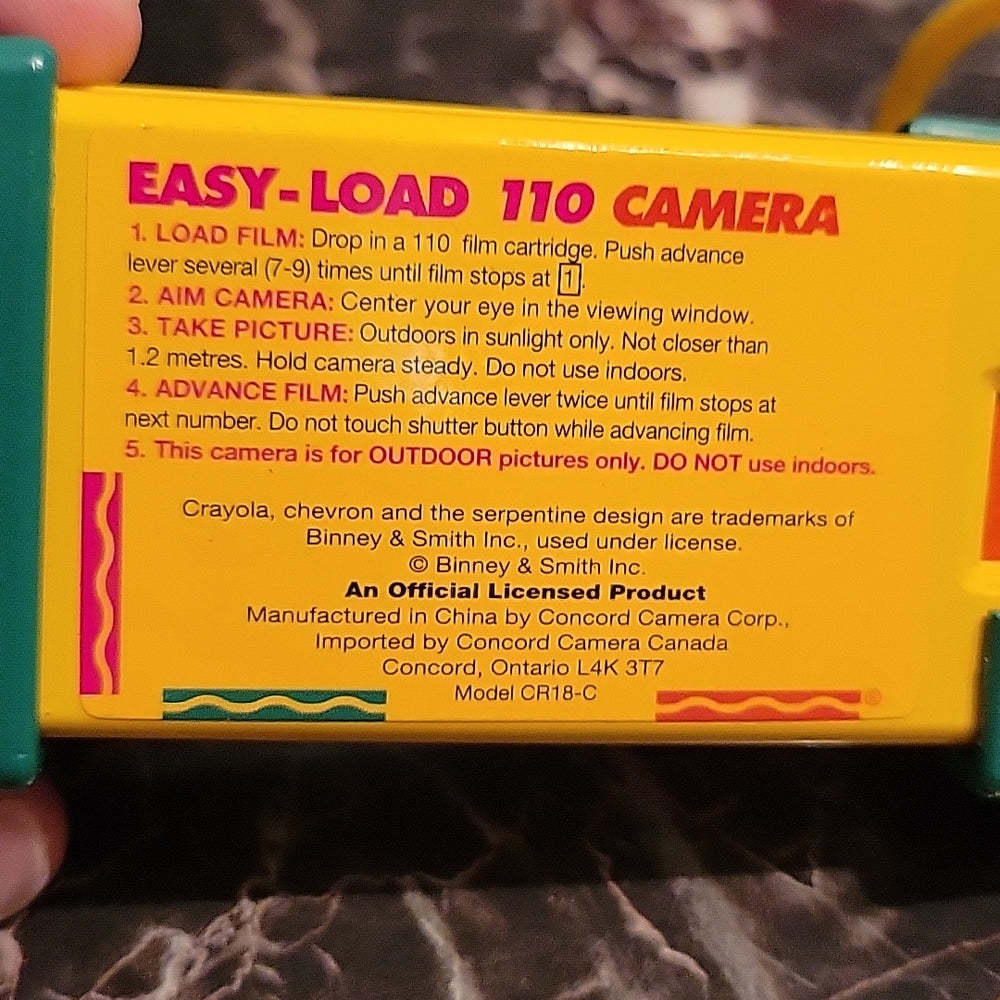 EASY-LOAD 110 CAMERA
1. LOAD FILM: Drop in a 110 film cartridge. Push advance
lever several (7-9) times until film stops at 1.
2. AIM CAMERA: Center your eye in the viewing window.
3. TAKE PICTURE: Outdoors in sunlight only. Not closer than
1.2 metres. Hold camera steady. Do not use indoors.
4. ADVANCE FILM: Push advance lever twice until film stops at
next number. Do not touch shutter button while advancing film.
5. This camera is for OUTDOOR pictures only. DO NOT use indoors.
Crayola, chevron and the serpentine design are trademarks of
Binney & Smith Inc., used under license.
© Binney & Smith Inc.
An Official Licensed Product
Manufactured in China by Concord Camera Corp.,
Imported by Concord Camera Canada
Concord, Ontario L4K 3T7
Model CR18-C
®